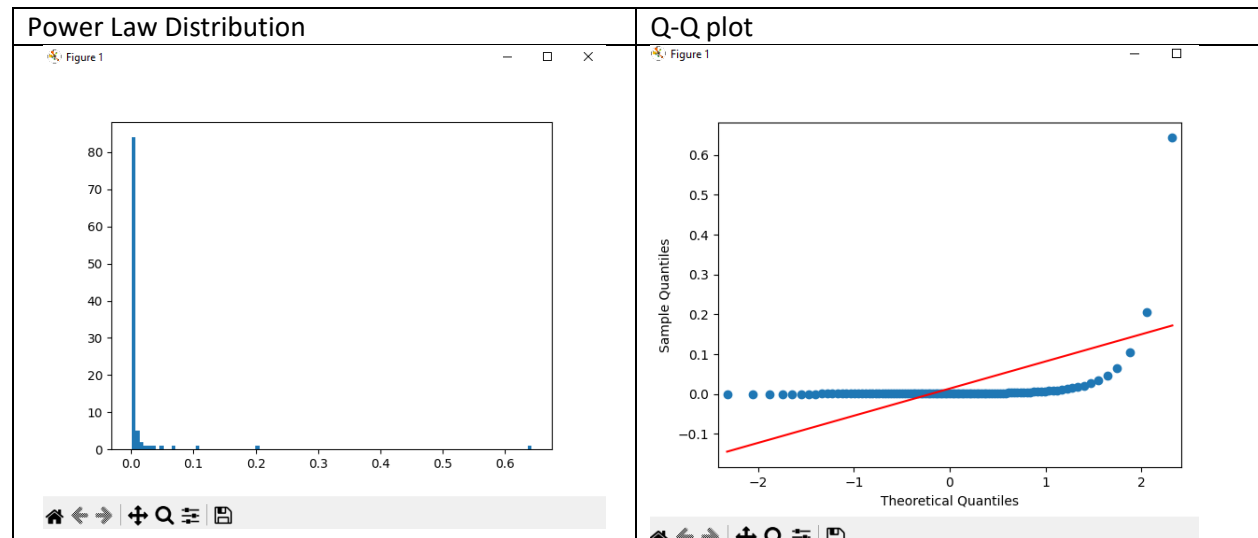 Power Law Distribution
Q-Q plot
Figure 1
80
70
60
50
40
30
20
10
0
0.0 0.1 0.2 0.3 0.4 0.5 0.6
Figure 1
Sample Quantiles
0.6
0.5
0.4
0.3
0.2
0.1
0.0
−0.1
−2 −1 0 1 2
Theoretical Quantiles